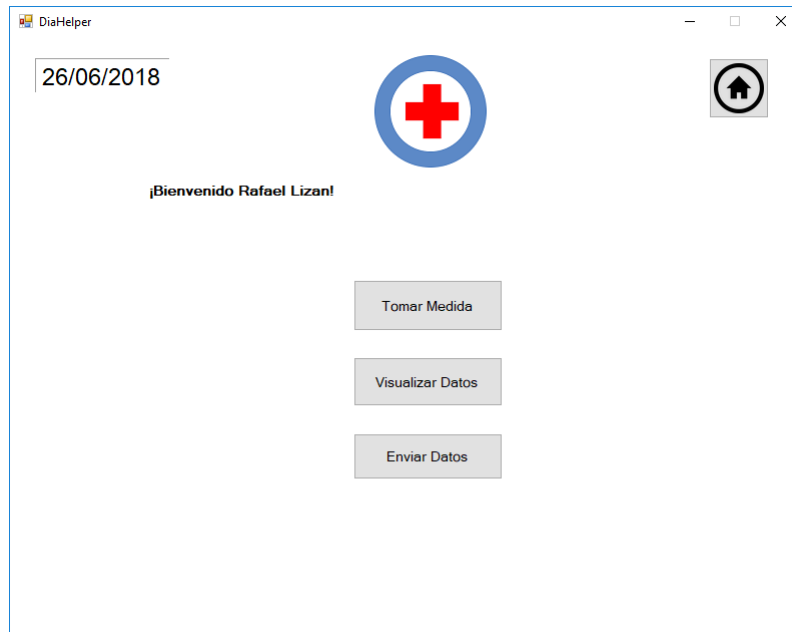 DiaHelper
26/06/2018
¡Bienvenido Rafael Lizan!
Tomar Medida
Visualizar Datos
Enviar Datos